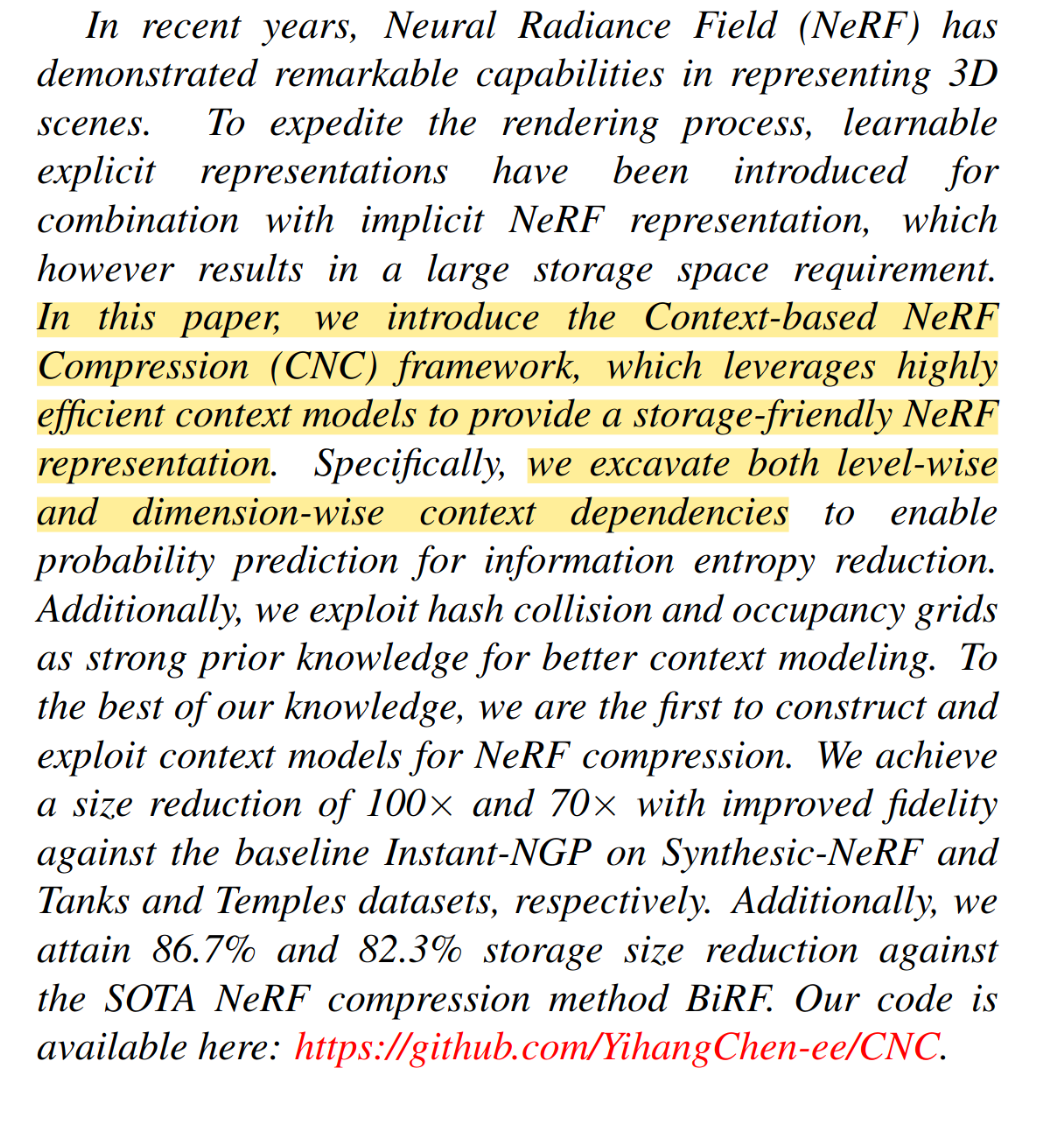 In recent years, Neural Radiance Field (NeRF) has
demonstrated remarkable capabilities in representing 3D
scenes. To expedite the rendering process, learnable
explicit representations have been introduced for
combination with implicit NeRF representation, which
however results in a large storage space requirement.
In this paper, we introduce the Context-based NeRF
Compression (CNC) framework, which leverages highly
efficient context models to provide a storage-friendly NeRF
representation. Specifically, we excavate both level-wise
and dimension-wise context dependencies to enable
probability prediction for information entropy reduction.
Additionally, we exploit hash collision and occupancy grids
as strong prior knowledge for better context modeling. To
the best of our knowledge, we are the first to construct and
exploit context models for NeRF compression. We achieve
a size reduction of 100× and 70× with improved fidelity
against the baseline Instant-NGP on Synthesic-NeRF and
Tanks and Temples datasets, respectively. Additionally, we
attain 86.7% and 82.3% storage size reduction against
the SOTA NeRF compression method BiRF. Our code is
available here: https://github.com/YihangChen-ee/CNC.